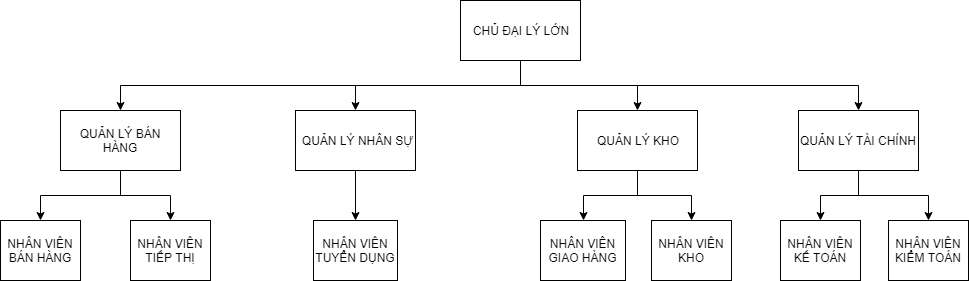 CHỦ ĐẠI LÝ LỚN
QUẢN LÝ BÁN
HÀNG
QUẢN LÝ NHÂN SỰ
QUẢN LÝ KHO
QUẢN LÝ TÀI CHÍNH
NHÂN VIÊN
BÁN HÀNG
NHÂN VIÊN
TIẾP THỊ
NHÂN VIÊN
TUYỂN DỤNG
NHÂN VIÊN
GIAO HÀNG
NHÂN VIÊN
KHO
NHÂN VIÊN
KẾ TOÁN
NHÂN VIÊN
KIỂM TOÁN